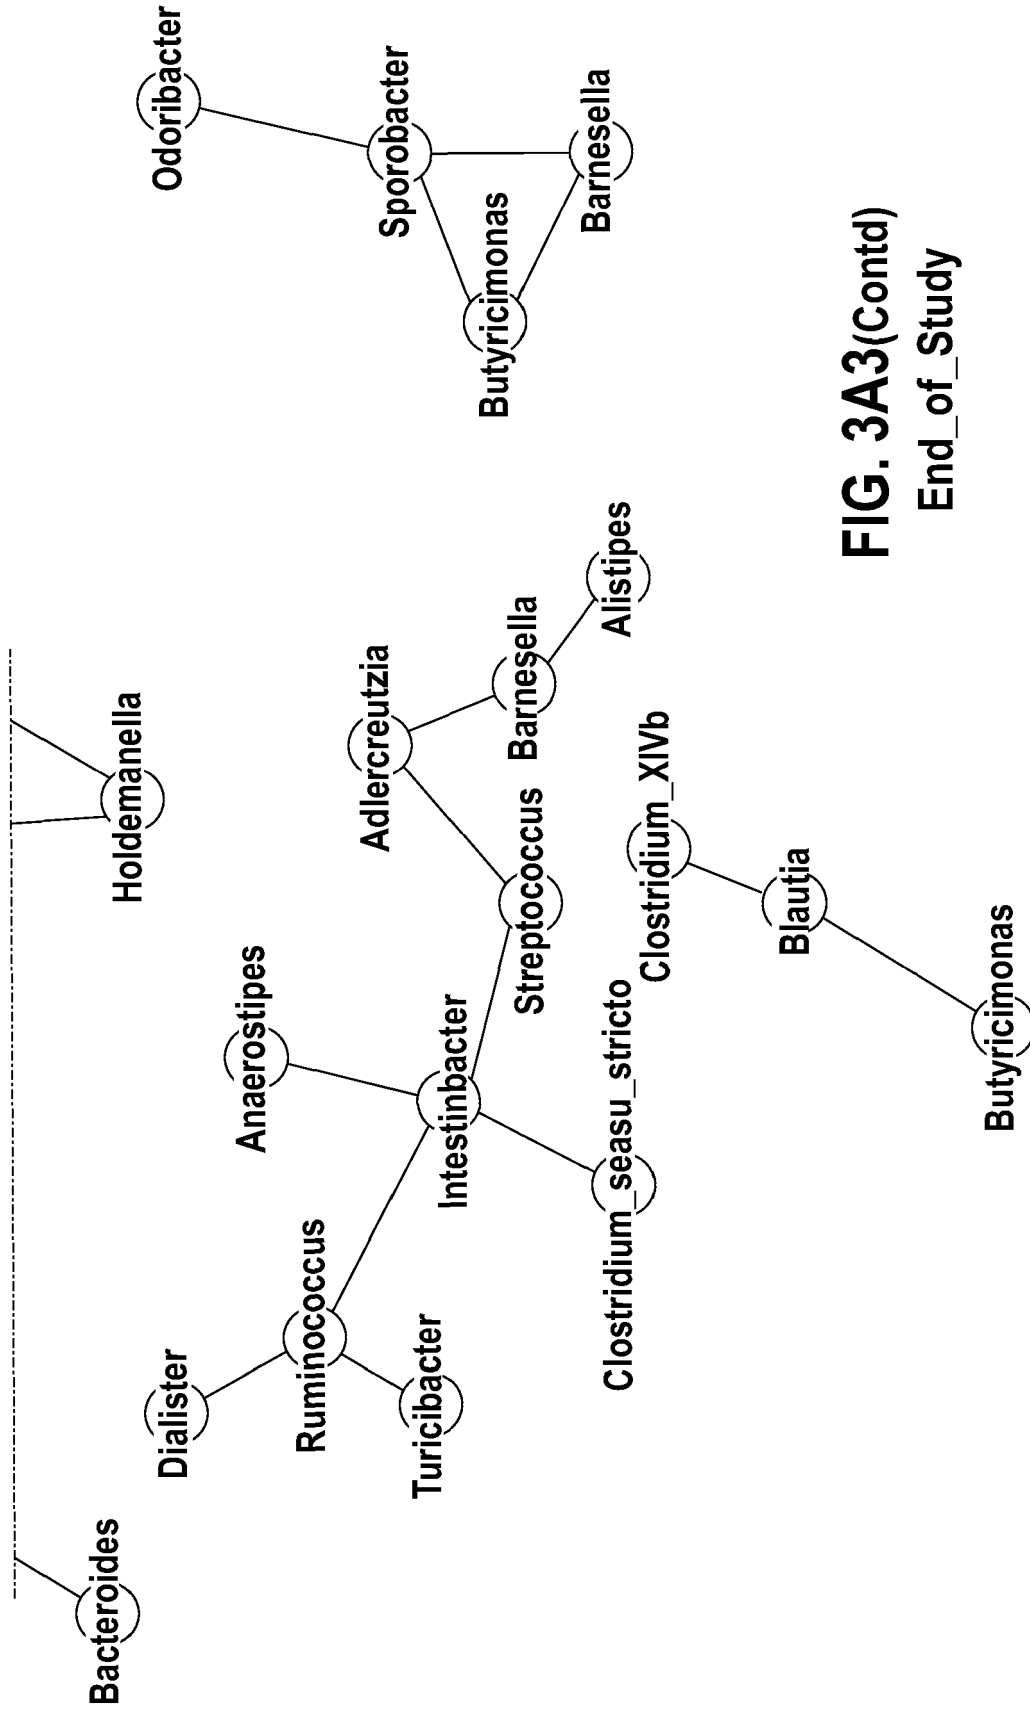 Bacteroides
Holdemanella
Dialister
Anaerostipes
Odoribacter
Ruminococcus
Adlercreutzia
Sporobacter
Turicibacter
Intestinbacter
Butyricimonas
Streptococcus
Barnesella
Barnesella
Clostridium_seasu_stricto
Alistipes
Clostridium_XIVb
Blautia
Butyricimonas
FIG. 3A3(Contd)
End_of_Study